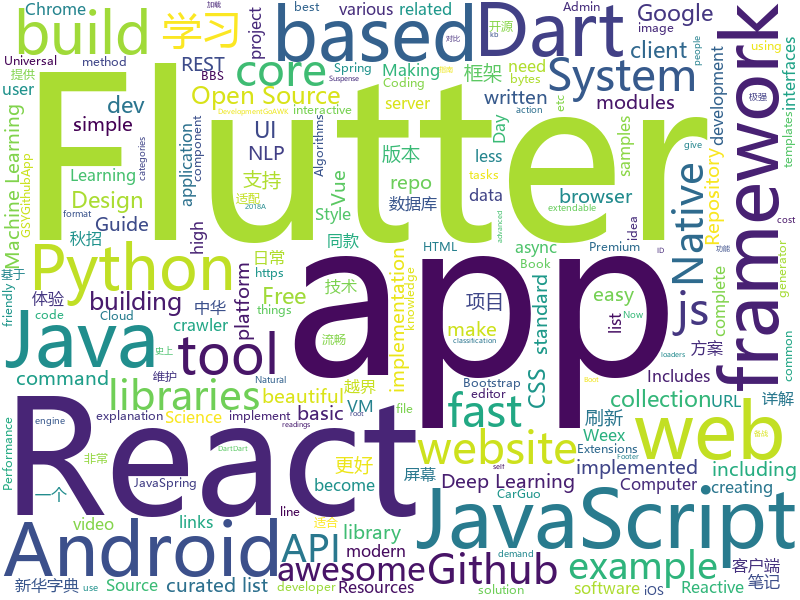 Chrome
加载
build
学习
BBS
various
related
REST
project
best
method
Spring
based
Dart
Google
Admin
image
Universal
提供
user
Suspense
core
Making
Coding
框架
need
bytes
开源
kb
对比
client
people
using
framework
dev
simple
Machine Learning
Open Source
server
interactive
etc
written
System
modules
interfaces
development
极强
templates
Flutter
Learning
categories
application
component
UI
NLP
支持
适配
2018A
Algorithms
版本
repo
数据库
Day
less
tasks
data
action
samples
Vue
browser
extendable
Native
Repository
Design
Guide
秋招
Style
同款
日常
HTML
async
standard
CSS
idea
Premium
ID
功能
complete
generator
cost
Python
基于
friendly
体验
high
building
中华
platform
Free
https
things
技术
implementation
knowledge
项目
easy
Book
list
Now
js
app
Java
code
Cloud
史上
crawler
tool
流畅
make
Bootstrap
editor
classification
方案
loaders
common
command
维护
Natural
beautiful
越界
VM
file
fast
collection
URL
Includes
详解
Boot
libraries
explanation
Science
implement
root
basic
刷新
Weex
Extensions
Footer
各战
React
engine
readings
更好
website
web
Performance
非常
DartDart
Deep Learning
implemented
Computer
including
一个
JavaSpring
become
屏幕
self
CarGuo
creating
video
DevelopmentGoAWK
GSYGithubApp
links
line
适合
library
JavaScript
Android
API
modern
awesome
Github
example
客户端
新华字典
use
Source
curated list
developer
Resources
solution
demand
software
iOS
Reactive
笔记
format
advanced
give